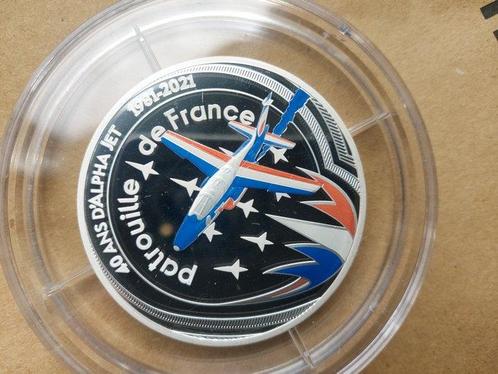 40 ANS D'ALPHA JET 1981-2021
patrouille de France